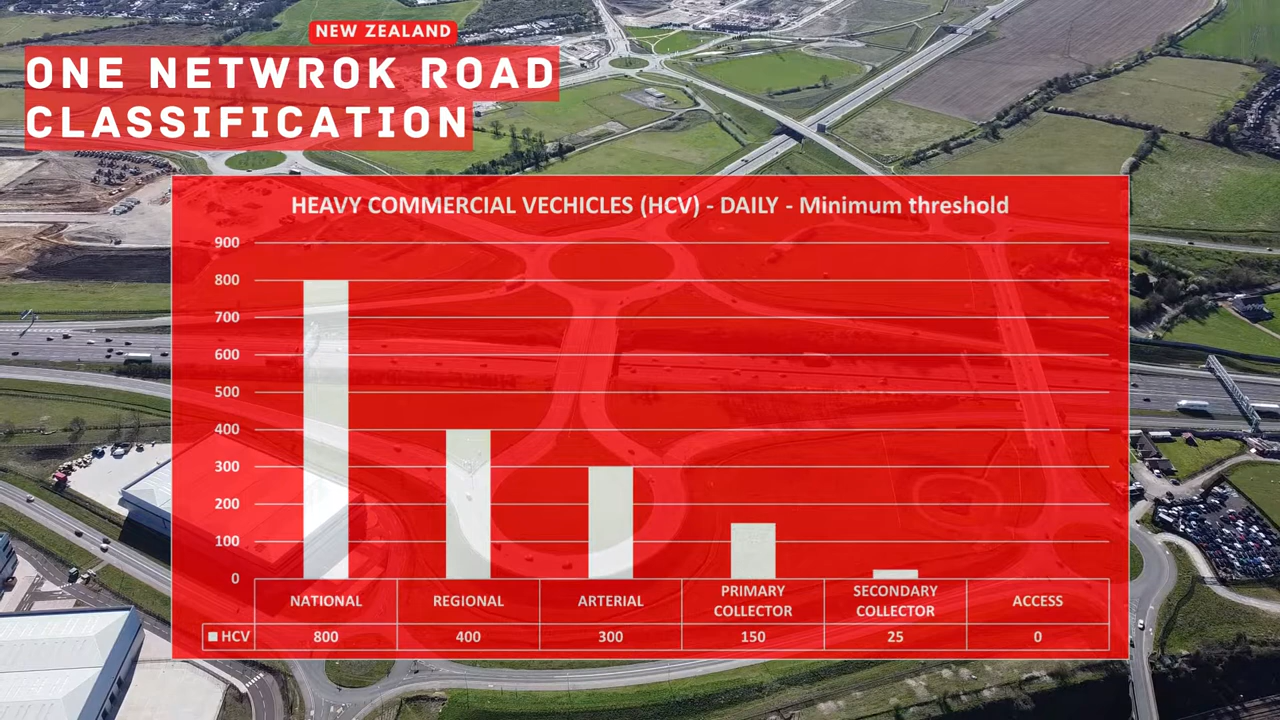 NEW ZEALAND
ONE NETWROK ROAD
CLASSIFICATION
HEAVY COMMERCIAL VECHICLES (HCV) - DAILY - Minimum threshold
900
800
700
600
500
400
300
200
100
0
NATIONAL REGIONAL ARTERIAL PRIMARY COLLECTOR SECONDARY COLLECTOR ACCESS
HCV 800 400 300 150 25 0